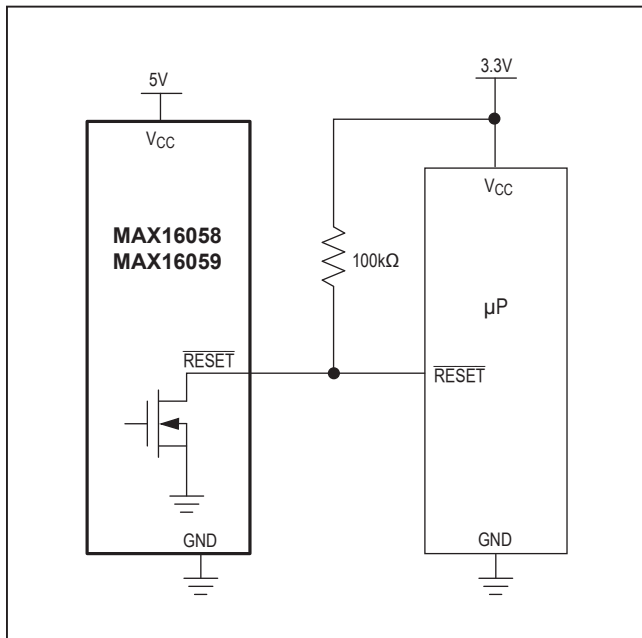 5V
3.3V
VCC
VCC
MAX16058
MAX16059
100kΩ
µP
RESET
RESET
GND
GND